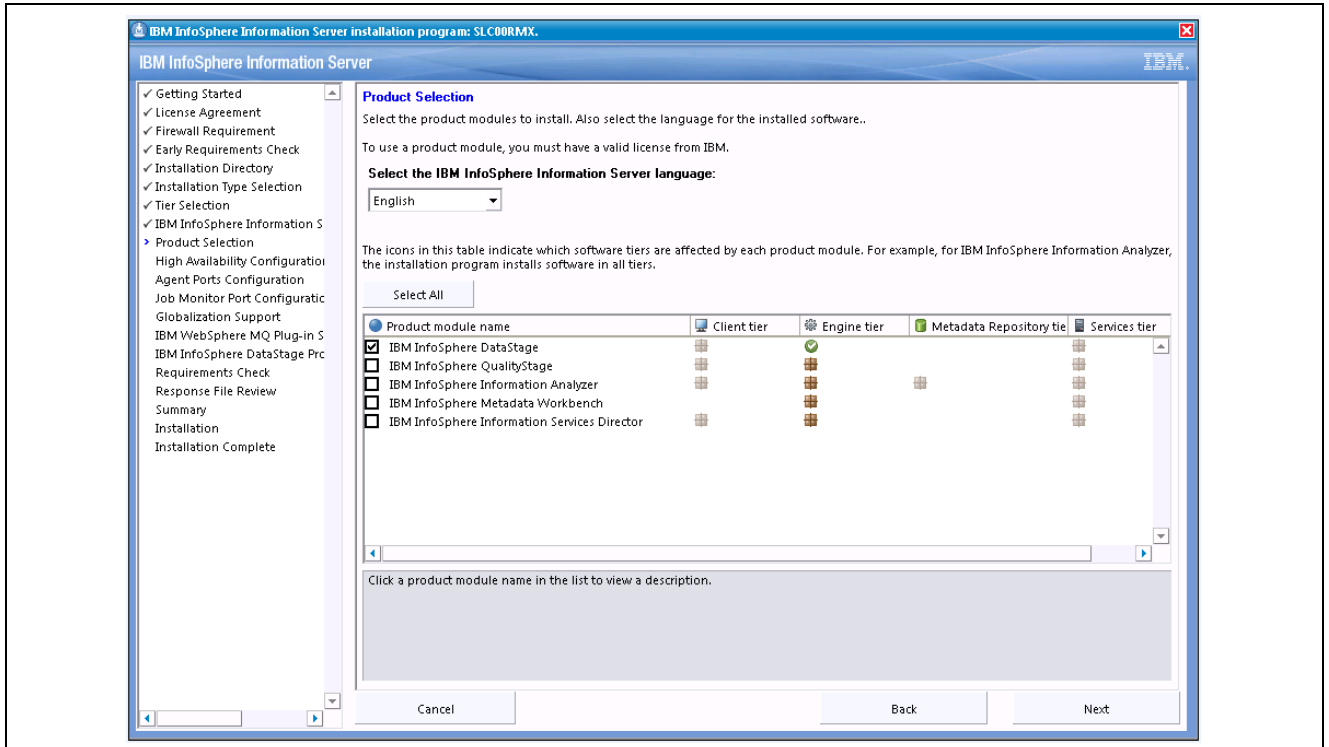 IBM InfoSphere Information Server installation program: SLC00RMX.
IBM InfoSphere Information Server
IBM.
Getting Started
License Agreement
Firewall Requirement
Early Requirements Check
Installation Directory
Installation Type Selection
Tier Selection
IBM InfoSphere Information S
Product Selection
High Availability Configuration
Agent Ports Configuration
Job Monitor Port Configuratic
Globalization Support
IBM WebSphere MQ Plug-in S
IBM InfoSphere DataStage Prc
Requirements Check
Response File Review
Summary
Installation
Installation Complete
Product Selection
Select the product modules to install. Also select the language for the installed software..
To use a product module, you must have a valid license from IBM.
Select the IBM InfoSphere Information Server language:
English
The icons in this table indicate which software tiers are affected by each product module. For example, for IBM InfoSphere Information Analyzer,
the installation program installs software in all tiers.
Select All
Product module name Client tier Engine tier Metadata Repository tie Services tier
IBM InfoSphere DataStage
IBM InfoSphere QualityStage
IBM InfoSphere Information Analyzer
IBM InfoSphere Metadata Workbench
IBM InfoSphere Information Services Director
Click a product module name in the list to view a description.
Cancel Back Next